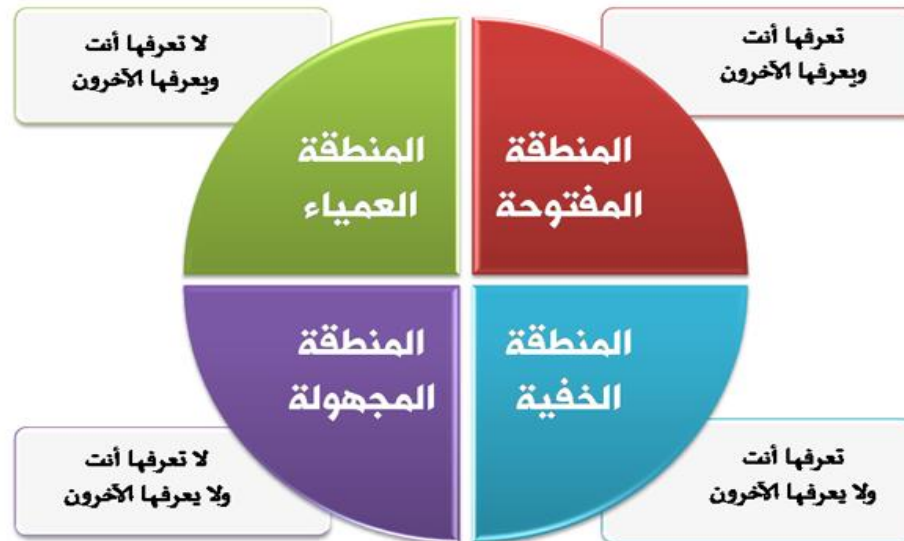 تعرفها أنت
ويعرفها الآخرون
المنطقة
المفتوحة
لا تعرفها أنت
ويعرفها الآخرون
المنطقة
العمياء
المنطقة
الخفية
تعرفها أنت
ولا يعرفها الآخرون
المنطقة
المجهولة
لا تعرفها أنت
ولا يعرفها الآخرون